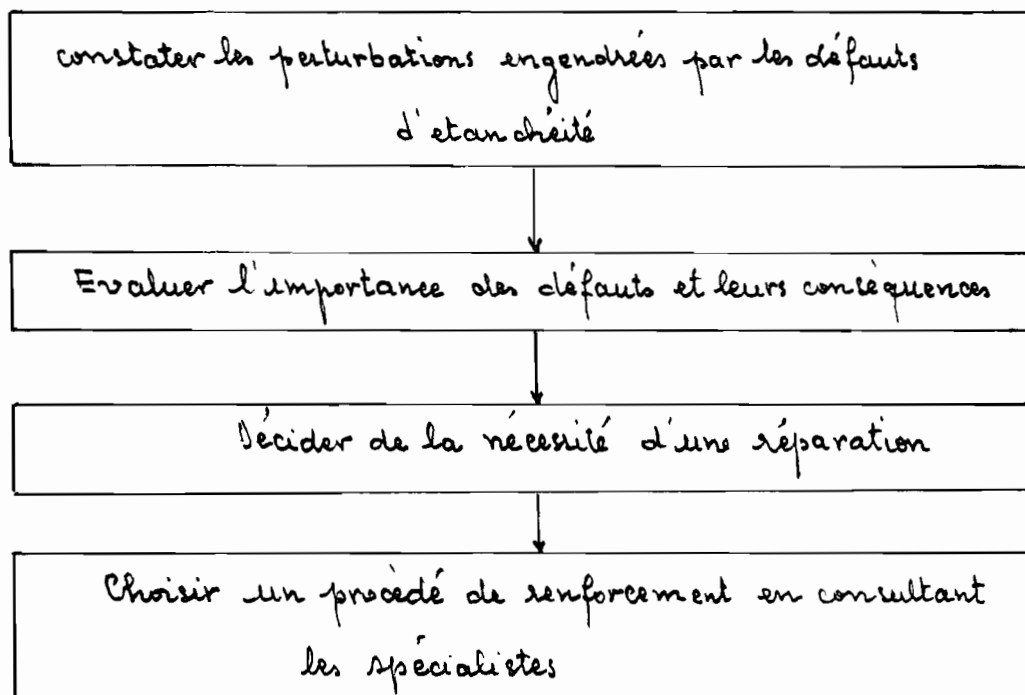 constater les perturbations engendrées par les défauts
d'etanchéité
Evaluer l'importance des défauts et leurs conséquences
Décider de la nécessité d'une réparation
Choisir un procédé de renforcement en consultant
les spécialistes